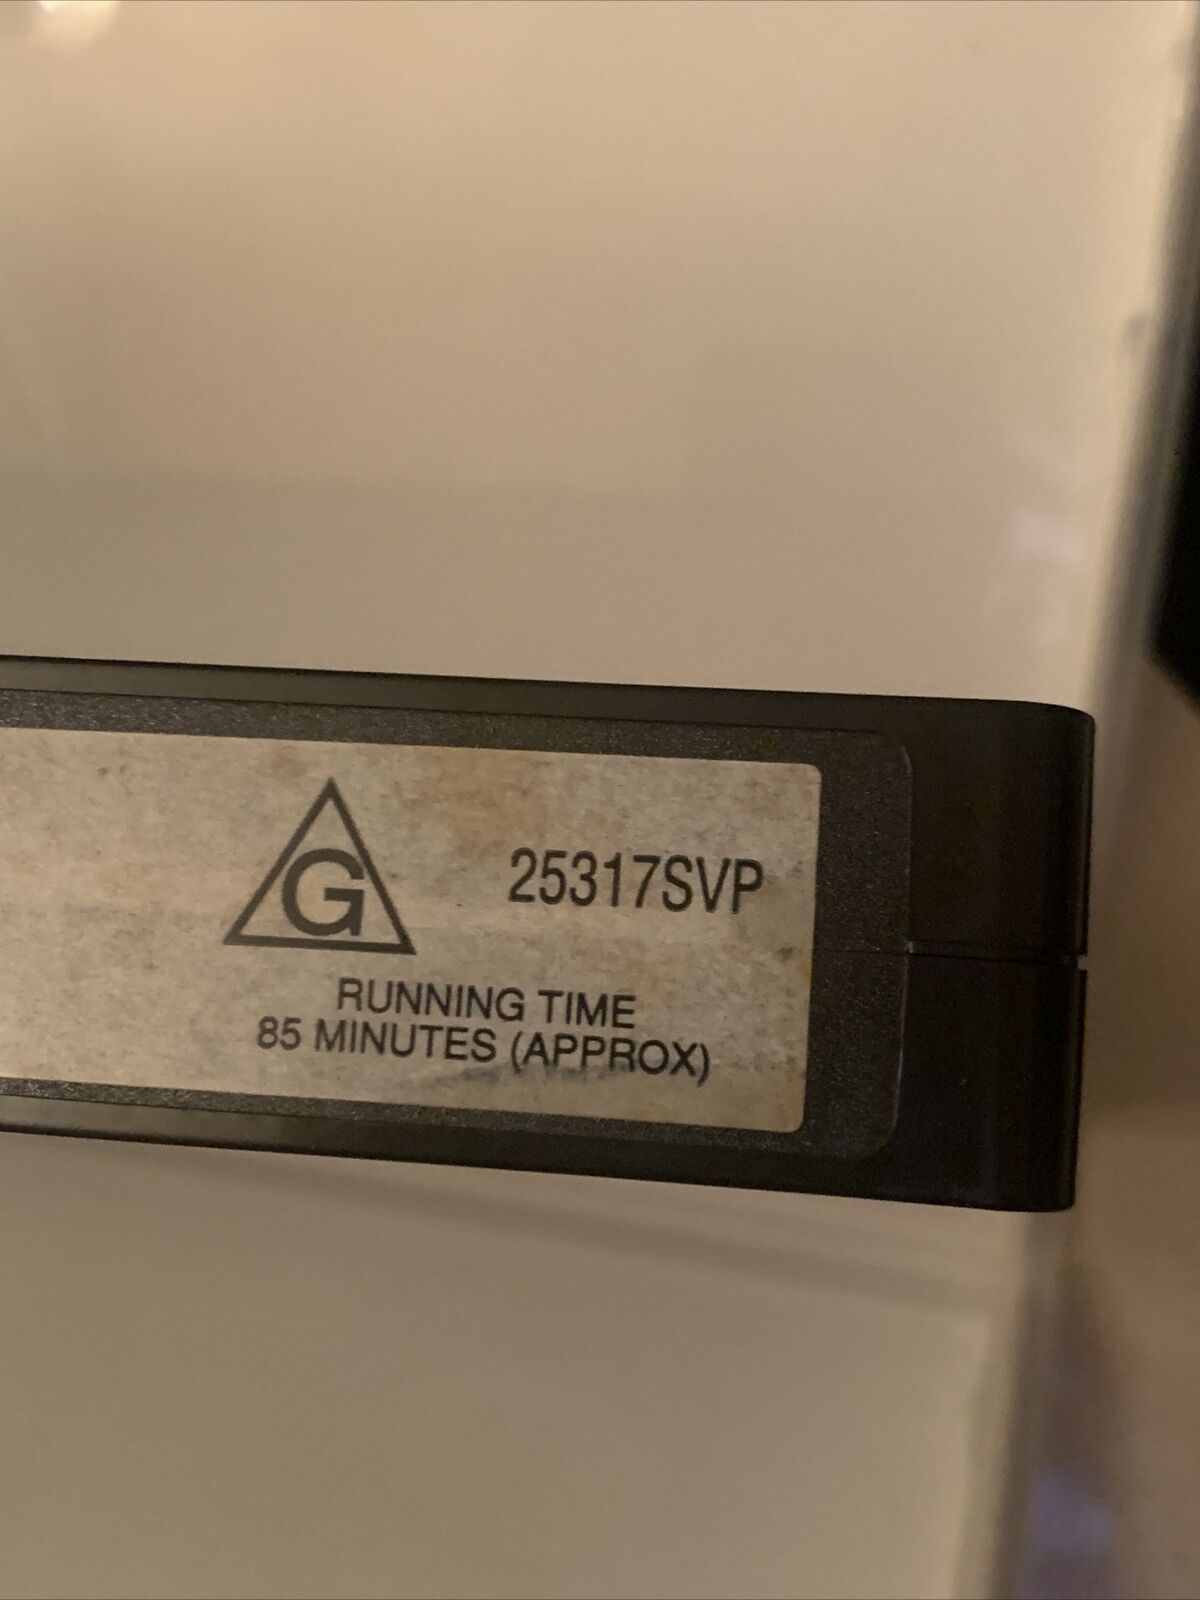 G
25317SVP
RUNNING TIME
85 MINUTES (APPROX)